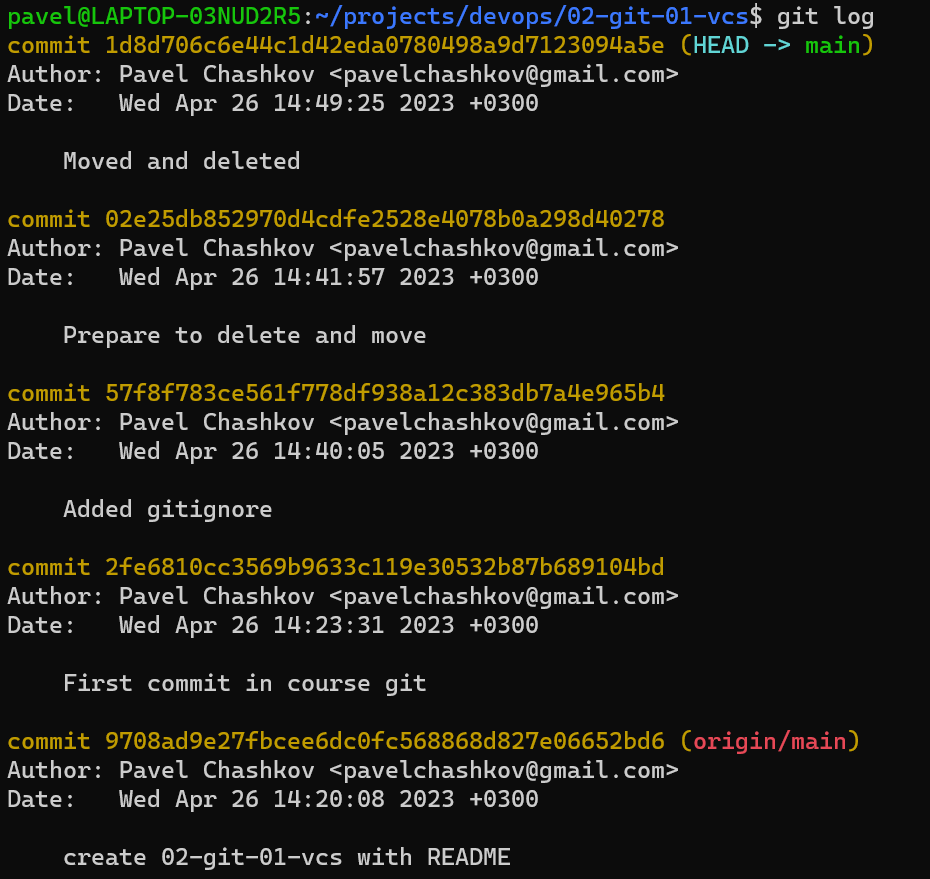 pavel@LAPTOP-03NUD2R5:~/projects/devops/02-git-01-vcs$ git log
commit 1d8d706c6e44c1d42eda0780498a9d7123094a5e (HEAD -> main)
Author: Pavel Chashkov <pavelchashkov@gmail.com>
Date:   Wed Apr 26 14:49:25 2023 +0300

    Moved and deleted

commit 02e25db852970d4cdfe2528e4078b0a298d40278
Author: Pavel Chashkov <pavelchashkov@gmail.com>
Date:   Wed Apr 26 14:41:57 2023 +0300

    Prepare to delete and move

commit 57f8f783ce561f778df938a12c383db7a4e965b4
Author: Pavel Chashkov <pavelchashkov@gmail.com>
Date:   Wed Apr 26 14:40:05 2023 +0300

    Added gitignore

commit 2fe6810cc3569b9633c119e30532b87b689104bd
Author: Pavel Chashkov <pavelchashkov@gmail.com>
Date:   Wed Apr 26 14:23:31 2023 +0300

    First commit in course git

commit 9708ad9e27fbcee6dc0fc568868d827e06652bd6 (origin/main)
Author: Pavel Chashkov <pavelchashkov@gmail.com>
Date:   Wed Apr 26 14:20:08 2023 +0300

    create 02-git-01-vcs with README